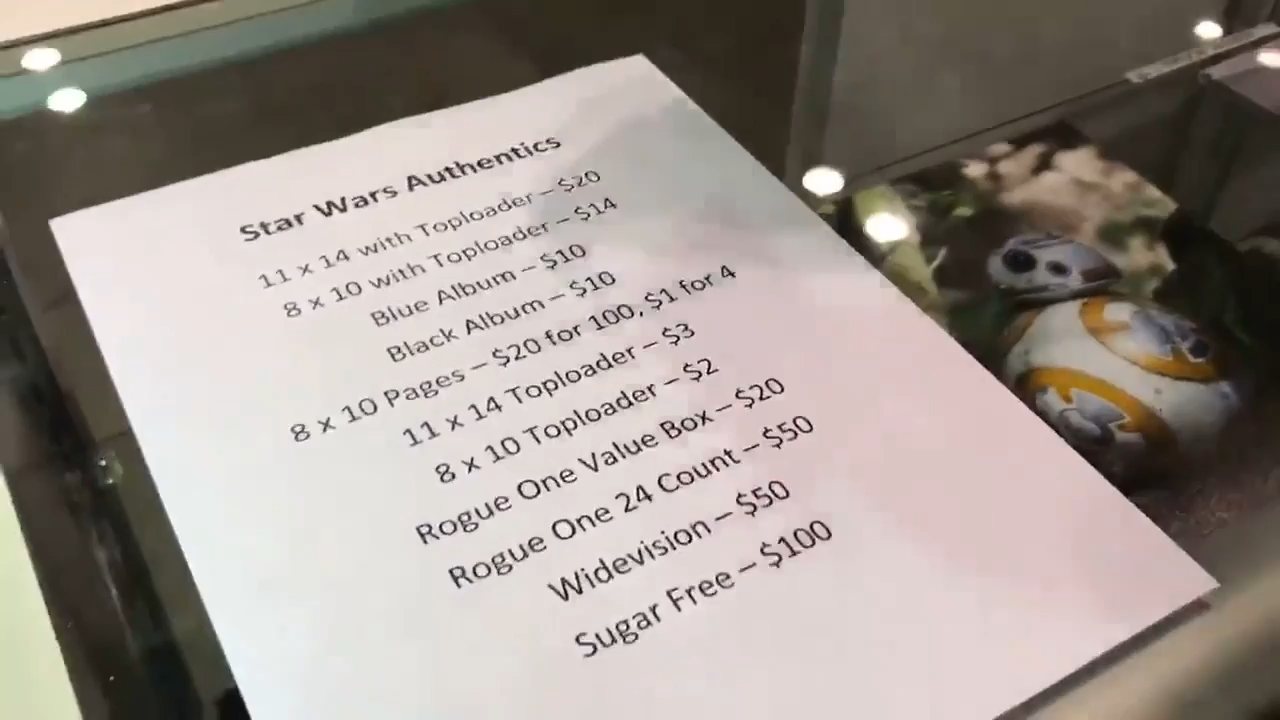 Star Wars Authentics
11 x 14 with Toploader – $20
8 x 10 with Toploader – $14
Blue Album – $10
Black Album – $10
8 x 10 Pages – $20 for 100, $1 for 4
11 x 14 Toploader – $3
8 x 10 Toploader – $2
Rogue One Value Box – $20
Rogue One 24 Count – $50
Widevision – $50
Sugar Free – $100